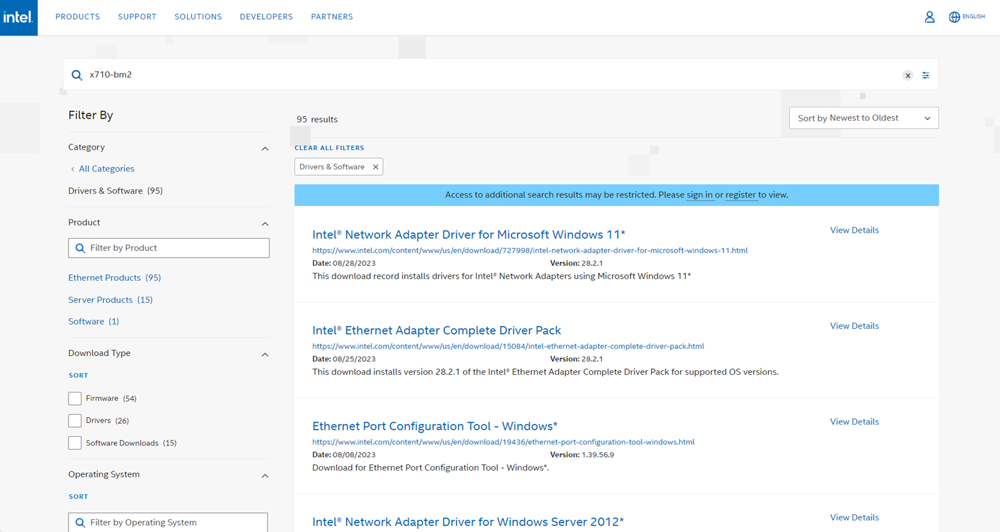 intel.
PRODUCTS SUPPORT SOLUTIONS DEVELOPERS PARTNERS ENGLISH
x710-bm2
Filter By
Category
‹ All Categories
Drivers & Software (95)
Product
Filter by Product
Ethernet Products (95)
Server Products (15)
Software (1)
Download Type
SORT
Firmware (54)
Drivers (26)
Software Downloads (15)
Operating System
SORT
Filter by Operating System
95 results
Sort by Newest to Oldest
CLEAR ALL FILTERS
Drivers & Software ×
Access to additional search results may be restricted. Please sign in or register to view.
Intel® Network Adapter Driver for Microsoft Windows 11*
View Details
https://www.intel.com/content/www/us/en/download/727998/intel-network-adapter-driver-for-microsoft-windows-11.html
Date: 08/28/2023 Version: 28.2.1
This download record installs drivers for Intel® Network Adapters using Microsoft Windows 11*
Intel® Ethernet Adapter Complete Driver Pack
View Details
https://www.intel.com/content/www/us/en/download/15084/intel-ethernet-adapter-complete-driver-pack.html
Date: 08/25/2023 Version: 28.2.1
This download installs version 28.2.1 of the Intel® Ethernet Adapter Complete Driver Pack for supported OS versions.
Ethernet Port Configuration Tool - Windows*
View Details
https://www.intel.com/content/www/us/en/download/19436/ethernet-port-configuration-tool-windows.html
Date: 08/08/2023 Version: 1.39.56.9
Download for Ethernet Port Configuration Tool - Windows*.
Intel® Network Adapter Driver for Windows Server 2012*
View Details